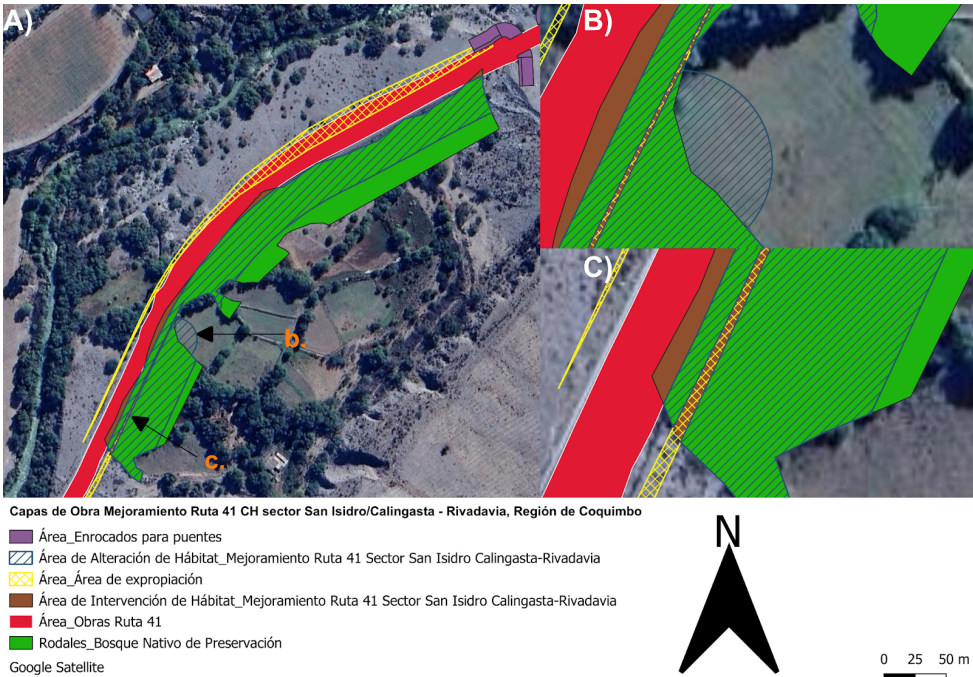 A)
B)
C)
b.
c.
Capas de Obra Mejoramiento Ruta 41 CH sector San Isidro/Calingasta - Rivadavia, Región de Coquimbo
Área_Enrocados para puentes
Área de Alteración de Hábitat_Mejoramiento Ruta 41 Sector San Isidro Calingasta-Rivadavia
Área_Área de expropiación
Área de Intervención de Hábitat_Mejoramiento Ruta 41 Sector San Isidro Calingasta-Rivadavia
Área_Obras Ruta 41
Rodales_Bosque Nativo de Preservación
Google Satellite
N
0 25 50 m